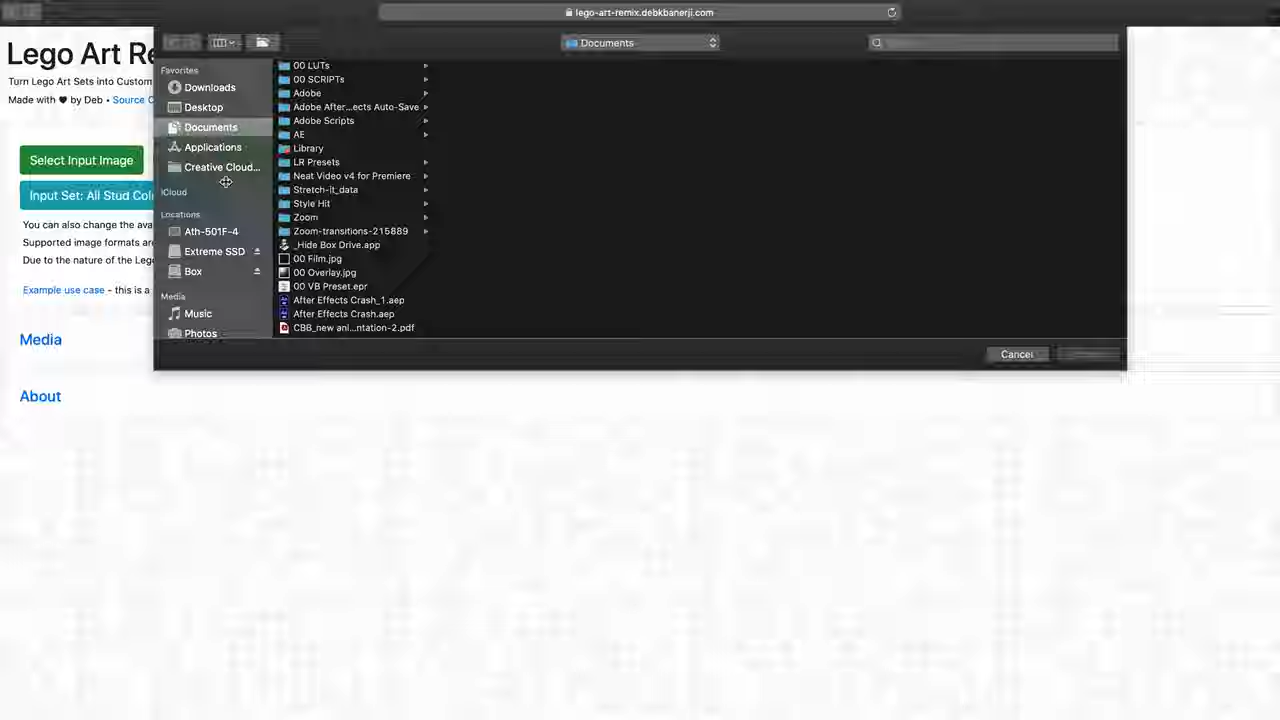 lego-art-remix.debkbanerji.com
Lego Art Re
Turn Lego Art Sets into Custom
Made with ♥ by Deb • Source C
Select Input Image
Input Set: All Stud Col
You can also change the ava
Supported image formats are
Due to the nature of the Lego
Example use case - this is a
Media
About
Documents
Favorites
Downloads
Desktop
Documents
Applications
Creative Cloud...
iCloud
Locations
Ath-501F-4
Extreme SSD
Box
Media
Music
Photos
00 LUTs
00 SCRIPTs
Adobe
Adobe After...ects Auto-Save
Adobe Scripts
AE
Library
LR Presets
Neat Video v4 for Premiere
Stretch-it_data
Style Hit
Zoom
Zoom-transitions-215889
_Hide Box Drive.app
00 Film.jpg
00 Overlay.jpg
00 VB Preset.epr
After Effects Crash_1.aep
After Effects Crash.aep
CBB_new ani...ntation-2.pdf
Cancel